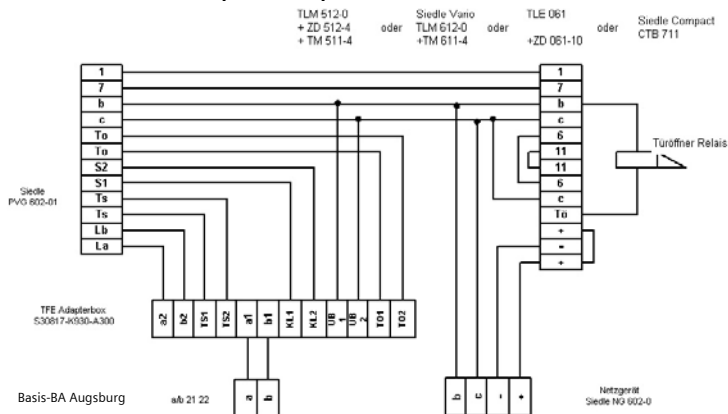 TLM 512-0
+ ZD 512-4
+ TM 511-4
oder
Siedle Vario
TLM 612-0
+TM 611-4
oder
TLE 061
+ZD 061-10
oder
Siedle Compact
CTB 711
1
7
b
c
To
To
S2
S1
Ts
Ts
Lb
La
Siedle
PVG 602-01
1
7
b
c
6
11
11
6
c
Tö
+
-
+
Türöffner Relais
TFE Adapterbox
S30817-K930-A300
a2
b2
TS1
TS2
a1
b1
KL1
KL2
UB 1
UB 2
TO1
TO2
Basis-BA Augsburg
a/b 21 22
a
b
b
c
-
+
Netzgerät
Siedle NG 602-0